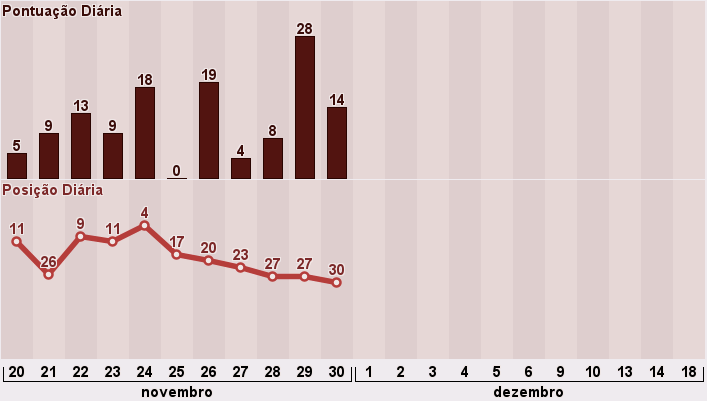 Pontuação Diária
5 9 13 9 18 0 19 4 8 28 14
Posição Diária
11 26 9 11 4 17 20 23 27 27 30
20 21 22 23 24 25 26 27 28 29 30 1 2 3 4 5 6 9 10 13 14 18
novembro dezembro